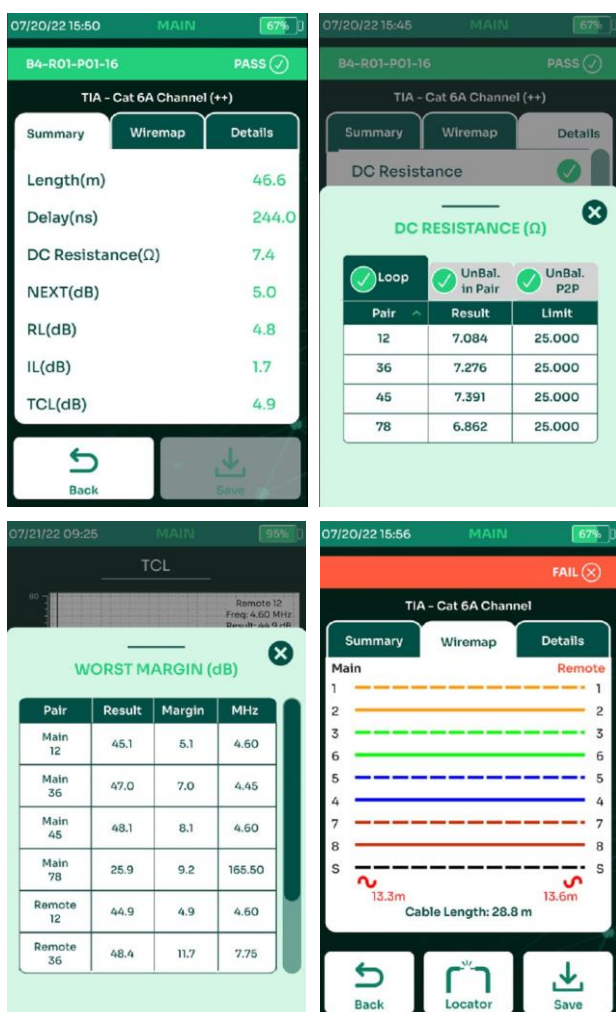 07/20/22 15:50 MAIN 67%
B4-R01-P01-16 PASS
TIA - Cat 6A Channel (++)
Summary Wiremap Details
Length(m) 46.6
Delay(ns) 244.0
DC Resistance(Ω) 7.4
NEXT(dB) 5.0
RL(dB) 4.8
IL(dB) 1.7
TCL(dB) 4.9
Back Save
07/20/22 15:45 MAIN 67%
B4-R01-P01-16 PASS
TIA - Cat 6A Channel (++)
Summary Wiremap Details
DC Resistance
DC RESISTANCE (Ω)
Loop UnBal. in Pair UnBal. P2P
Pair Result Limit
12 7.084 25.000
36 7.276 25.000
45 7.391 25.000
78 6.862 25.000
07/21/22 09:25 MAIN 95%
TCL
80
Remote 12
Freq: 4.60 MHz
Result: 44.9 dB
WORST MARGIN (dB)
Pair Result Margin MHz
Main 12 45.1 5.1 4.60
Main 36 47.0 7.0 4.45
Main 45 48.1 8.1 4.60
Main 78 25.9 9.2 165.50
Remote 12 44.9 4.9 4.60
Remote 36 48.4 11.7 7.75
07/20/22 15:56 MAIN 67%
FAIL
TIA - Cat 6A Channel
Summary Wiremap Details
Main Remote
1 1
2 2
3 3
6 6
5 5
4 4
7 7
8 8
S S
13.3m 13.6m
Cable Length: 28.8 m
Back Locator Save